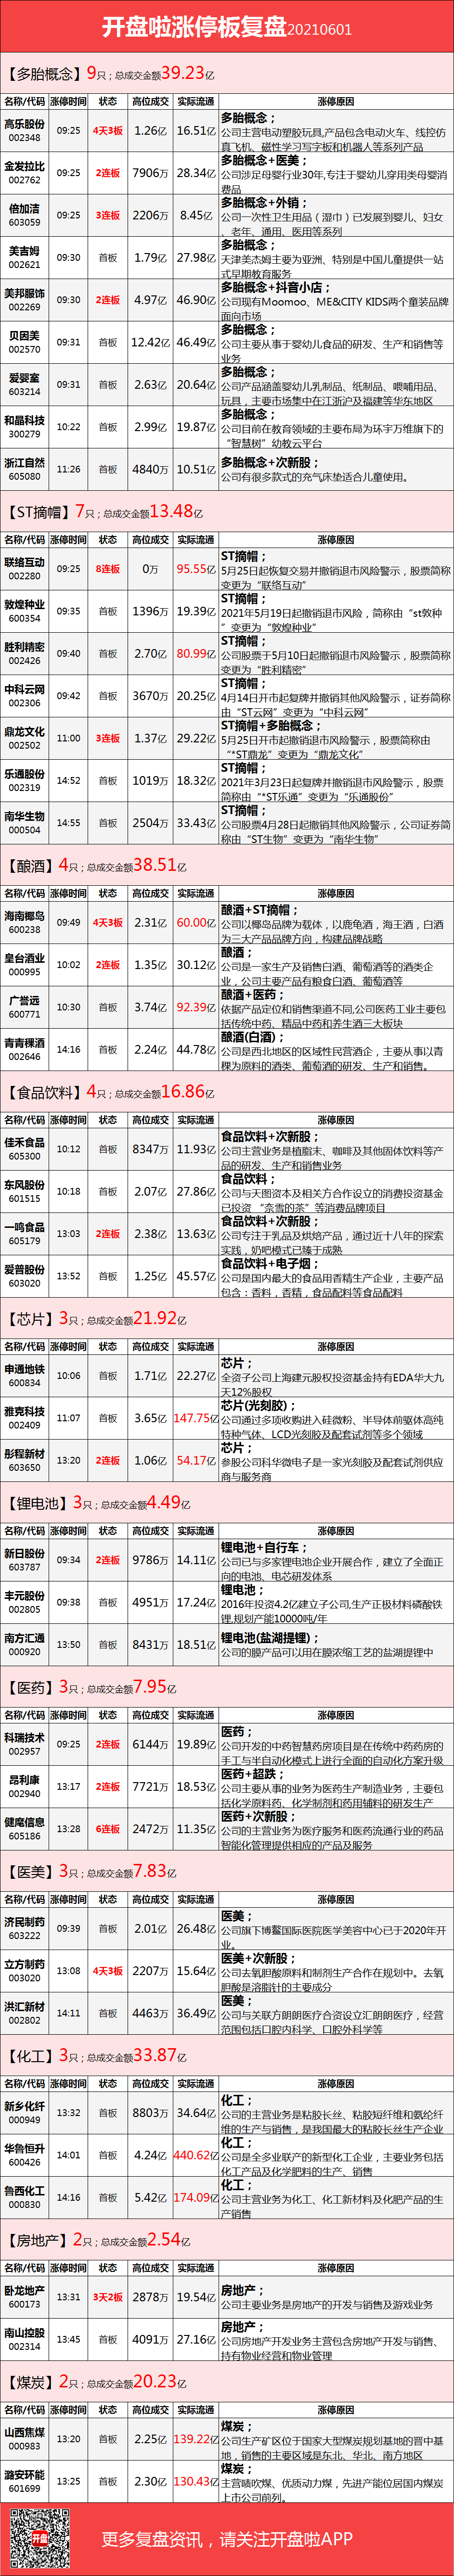 开盘啦涨停板复盘20210601
【多胎概念】9只；总成交金额39.23亿
名称/代码 涨停时间 状态 高位成交 实际流通 涨停原因
高乐股份 002348 09:25 4天3板 1.26亿 16.51亿 多胎概念；
公司主营电动塑胶玩具,产品包含电动火车、线控仿
真飞机、磁性学习写字板和机器人等系列产品
金发拉比 002762 09:25 2连板 7906万 28.34亿 多胎概念+医美；
公司涉足母婴行业30年,专注于婴幼儿穿用类母婴消
费品
倍加洁 603059 09:25 3连板 2206万 8.45亿 多胎概念+外销；
公司一次性卫生用品（湿巾）已发展到婴儿、妇女
、老年、通用、医用等系列
美吉姆 002621 09:30 首板 1.79亿 27.98亿 多胎概念；
天津美杰姆主要为亚洲、特别是中国儿童提供一站
式早期教育服务
美邦服饰 002269 09:30 2连板 4.97亿 46.90亿 多胎概念+抖音小店；
公司现有Moomoo、ME&CITY KIDS两个童装品牌
面向市场
贝因美 002570 09:31 首板 12.42亿 46.49亿 多胎概念；
公司主要从事于婴幼儿食品的研发、生产和销售等
业务
爱婴室 603214 09:31 首板 2.63亿 20.64亿 多胎概念；
公司产品涵盖婴幼儿乳制品、纸制品、喂哺用品、
玩具，主要市场集中在江浙沪及福建等华东地区
和晶科技 300279 10:22 首板 2.99亿 19.87亿 多胎概念；
公司目前在教育领域的主要布局为环宇万维旗下的
“智慧树”幼教云平台
浙江自然 605080 11:26 首板 4840万 10.51亿 多胎概念+次新股；
公司有很多款式的充气床垫适合儿童使用。
【ST摘帽】7只；总成交金额13.48亿
名称/代码 涨停时间 状态 高位成交 实际流通 涨停原因
联络互动 002280 09:25 8连板 0万 95.55亿 ST摘帽；
5月25日起恢复交易并撤销退市风险警示，股票简称
变更为“联络互动”
敦煌种业 600354 09:35 首板 1396万 19.39亿 ST摘帽；
2021年5月19日起撤销退市风险，简称由“st敦种
”变更为“敦煌种业”
胜利精密 002426 09:40 首板 2.70亿 80.99亿 ST摘帽；
公司股票于5月10日起撤销退市风险警示，股票简称
变更为“胜利精密”
中科云网 002306 09:42 首板 3670万 20.25亿 ST摘帽；
4月14日开市起复牌并撤销其他风险警示，证券简称
由“ST云网”变更为“中科云网”
鼎龙文化 002502 11:00 3连板 1.37亿 29.22亿 ST摘帽+多胎概念；
5月25日开市起撤销退市风险警示，股票简称由
“*ST鼎龙”变更为“鼎龙文化”
乐通股份 002319 14:52 首板 1019万 18.32亿 ST摘帽；
2021年3月23日起复牌并撤销退市风险警示，股票
简称由“*ST乐通”变更为“乐通股份”
南华生物 000504 14:55 首板 2504万 33.43亿 ST摘帽；
公司股票4月28日起撤销其他风险警示，公司证券简
称由“ST生物”变更为“南华生物”
【酿酒】4只；总成交金额38.51亿
名称/代码 涨停时间 状态 高位成交 实际流通 涨停原因
海南椰岛 600238 09:49 4天3板 2.31亿 60.00亿 酿酒+ST摘帽；
公司以椰岛品牌为载体，以鹿龟酒，海王酒，白酒
为三大产品品牌方向，构建品牌战略
皇台酒业 000995 10:02 2连板 1.35亿 30.12亿 酿酒；
公司是一家生产及销售白酒、葡萄酒等的酒类企
业，公司主要产品有粮食白酒、葡萄酒等
广誉远 600771 10:30 首板 3.74亿 92.39亿 酿酒+医药；
依据产品定位和销售渠道不同,公司医药工业主要包
括传统中药、精品中药和养生酒三大板块
青青稞酒 002646 14:16 首板 2.24亿 44.78亿 酿酒(白酒)；
公司是西北地区的区域性民营酒企，主要从事以青
稞为原料的酒类、葡萄酒的研发、生产和销售。
【食品饮料】4只；总成交金额16.86亿
名称/代码 涨停时间 状态 高位成交 实际流通 涨停原因
佳禾食品 605300 10:12 首板 8347万 11.93亿 食品饮料+次新股；
公司主营业务是植脂末、咖啡及其他固体饮料等产
品的研发、生产和销售业务
东风股份 601515 10:18 首板 2.07亿 27.86亿 食品饮料；
公司与天图资本及相关方合作设立的消费投资基金
已投资 “奈雪的茶”等消费品牌项目
一鸣食品 605179 13:03 2连板 2.38亿 13.63亿 食品饮料+次新股；
公司专注于乳品及烘焙产品，通过近十八年的探索
实践，奶吧模式已臻于成熟
爱普股份 603020 13:52 首板 1.25亿 45.57亿 食品饮料+电子烟；
公司是国内最大的食品用香精生产企业，主要产品
包含：香料，香精，食品配料等食品配料
【芯片】3只；总成交金额21.92亿
名称/代码 涨停时间 状态 高位成交 实际流通 涨停原因
申通地铁 600834 10:06 首板 1.71亿 22.27亿 芯片；
全资子公司上海建元股权投资基金持有EDA华大九
天12%股权
雅克科技 002409 11:07 首板 3.65亿 147.75亿 芯片(光刻胶)；
公司通过多项收购进入硅微粉、半导体前驱体高纯
特种气体、LCD光刻胶及配套试剂等多个领域
彤程新材 603650 13:20 2连板 1.06亿 54.17亿 芯片；
参股公司科华微电子是一家光刻胶及配套试剂供应
商与服务商
【锂电池】3只；总成交金额4.49亿
名称/代码 涨停时间 状态 高位成交 实际流通 涨停原因
新日股份 603787 09:34 2连板 9786万 14.11亿 锂电池+自行车；
公司已与多家锂电池企业开展合作，建立了全面正
向的电池、电芯研发体系
丰元股份 002805 09:38 首板 4951万 17.24亿 锂电池；
2016年投资4.2亿建立子公司,生产正极材料磷酸铁
锂,规划产能10000吨/年
南方汇通 000920 13:50 首板 8431万 18.51亿 锂电池(盐湖提锂)；
公司的膜产品可以用在膜浓缩工艺的盐湖提锂中
【医药】3只；总成交金额7.95亿
名称/代码 涨停时间 状态 高位成交 实际流通 涨停原因
科瑞技术 002957 09:25 2连板 6144万 19.89亿 医药；
公司开发的中药智慧药房项目是在传统中药药房的
手工与半自动化模式上进行全面的自动化方案升级
昂利康 002940 13:17 2连板 7721万 18.53亿 医药+超跌；
公司主要从事的业务为医药生产制造业务，主要包
括化学原料药、化学制剂和药用辅料的研发生产
健麾信息 605186 13:28 6连板 2472万 11.35亿 医药+次新股；
公司的主营业务为医疗服务和医药流通行业的药品
智能化管理提供相应的产品及服务
【医美】3只；总成交金额7.83亿
名称/代码 涨停时间 状态 高位成交 实际流通 涨停原因
济民制药 603222 09:39 首板 2.01亿 26.48亿 医美；
公司旗下博鳌国际医院医学美容中心已于2020年开
业。
立方制药 003020 13:08 4天3板 2207万 15.64亿 医美+次新股；
公司去氧胆酸原料和制剂生产合作在规划中。去氧
胆酸是溶脂针的主要成分
洪汇新材 002802 14:11 首板 4463万 36.49亿 医美；
公司与关联方朗朗医疗合资设立汇朗朗医疗，经营
范围包括口腔内科学、口腔外科学等
【化工】3只；总成交金额33.87亿
名称/代码 涨停时间 状态 高位成交 实际流通 涨停原因
新乡化纤 000949 13:32 首板 8803万 34.64亿 化工；
公司的主营业务是粘胶长丝、粘胶短纤维和氨纶纤
维的生产与销售，是我国最大的粘胶长丝生产企业
华鲁恒升 600426 14:01 首板 4.24亿 440.62亿 化工；
公司是全多业联产的新型化工企业，主要业务包括
化工产品及化学肥料的生产、销售
鲁西化工 000830 14:16 首板 5.42亿 174.09亿 化工；
公司主营业务为化工、化工新材料及化肥产品的生
产销售
【房地产】2只；总成交金额2.54亿
名称/代码 涨停时间 状态 高位成交 实际流通 涨停原因
卧龙地产 600173 13:31 3天2板 2878万 19.54亿 房地产；
公司主要业务是房地产的开发与销售及游戏业务
南山控股 002314 13:45 首板 4091万 27.16亿 房地产；
公司房地产开发业务主营包含房地产开发与销售、
持有物业经营和物业管理
【煤炭】2只；总成交金额20.23亿
名称/代码 涨停时间 状态 高位成交 实际流通 涨停原因
山西焦煤 000983 13:20 首板 2.25亿 139.22亿 煤炭；
公司生产矿区位于国家大型煤炭规划基地的晋中基
地，销售的主要区域是东北、华北、南方地区
潞安环能 601699 13:25 首板 2.30亿 130.43亿 煤炭；
主营喷吹煤、优质动力煤，先进产能位居国内煤炭
上市公司前列。
开盘
更多复盘资讯，请关注开盘啦APP